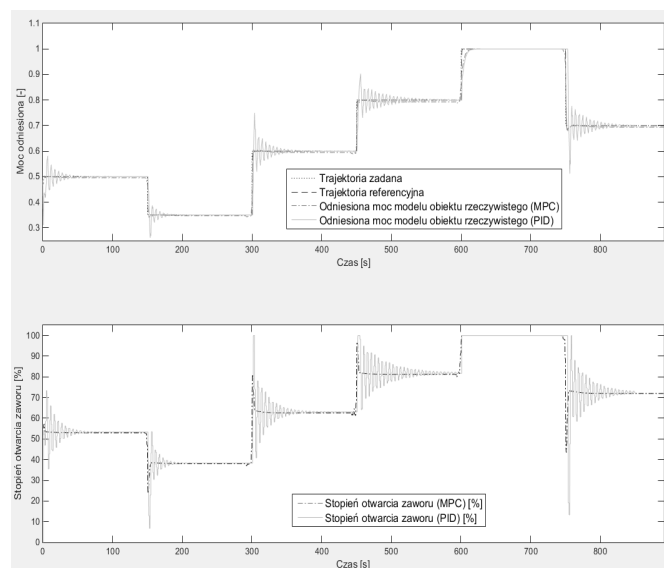 1.1
1
0.9
0.8
0.7
0.6
0.5
0.4
0.3
Moc odniesiona [-]
Trajektoria zadana
Trajektoria referencyjna
Odniesiona moc modelu obiektu rzeczywistego (MPC)
Odniesiona moc modelu obiektu rzeczywistego (PID)
0 100 200 300 400 500 600 700 800
Czas [s]
100
90
80
70
60
50
40
30
20
10
0
Stopień otwarcia zaworu [%]
Stopień otwarcia zaworu (MPC) [%]
Stopień otwarcia zaworu (PID) [%]
0 100 200 300 400 500 600 700 800
Czas [s]